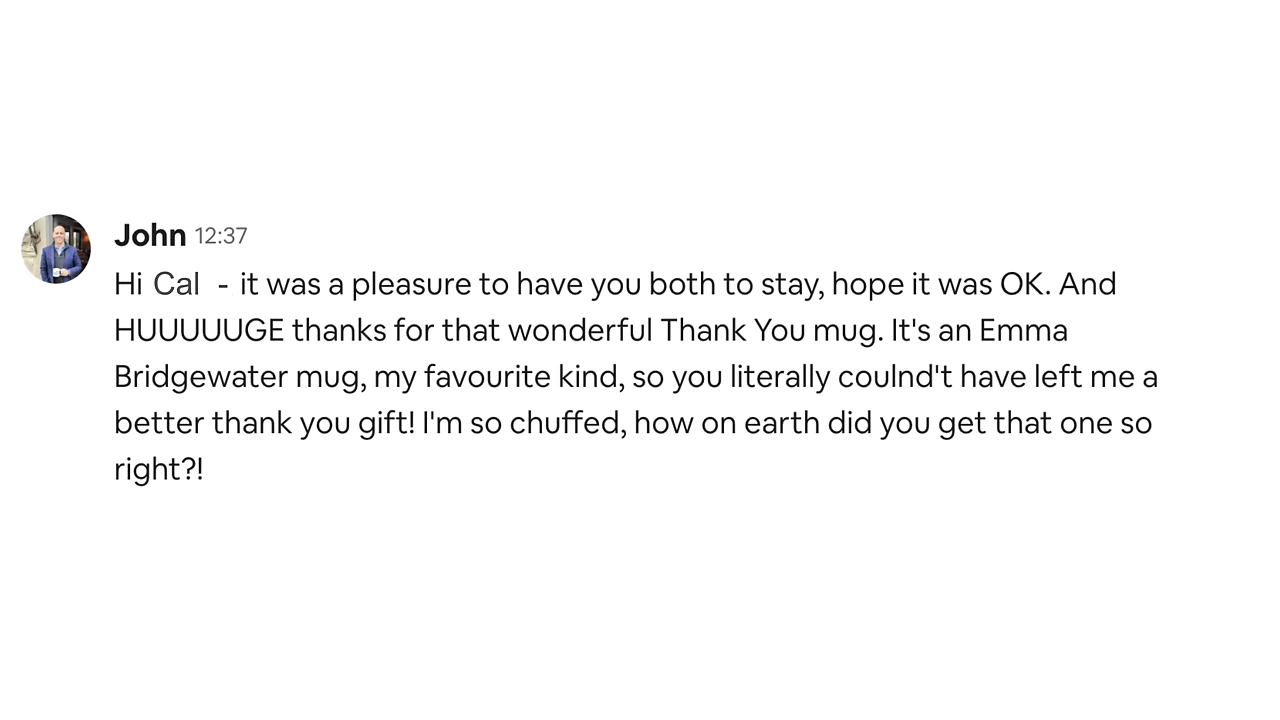 John 12:37
Hi Cal - it was a pleasure to have you both to stay, hope it was OK. And
HUUUUUGE thanks for that wonderful Thank You mug. It's an Emma
Bridgewater mug, my favourite kind, so you literally coulnd't have left me a
better thank you gift! I'm so chuffed, how on earth did you get that one so
right?!